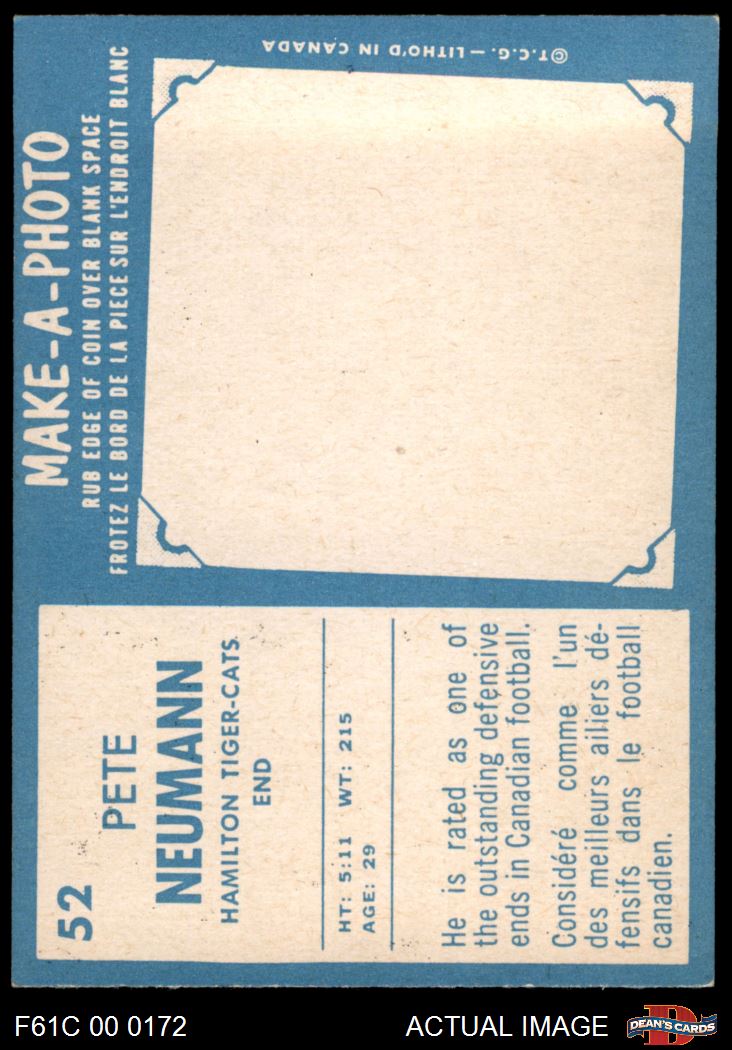 52
PETE
NEUMANN
HAMILTON TIGER-CATS
END
HT: 5:11 WT: 215
AGE: 29
He is rated as one of
the outstanding defensive
ends in Canadian football.
Considéré comme l'un
des meilleurs ailiers dé-
fensifs dans le football
canadien.
MAKE-A-PHOTO
RUB EDGE OF COIN OVER BLANK SPACE
FROTEZ LE BORD DE LA PIECE SUR L'ENDROIT BLANC
©T.C.G. — LITHO'D IN CANADA
F61C 00 0172
ACTUAL IMAGE
DEAN'S CARDS